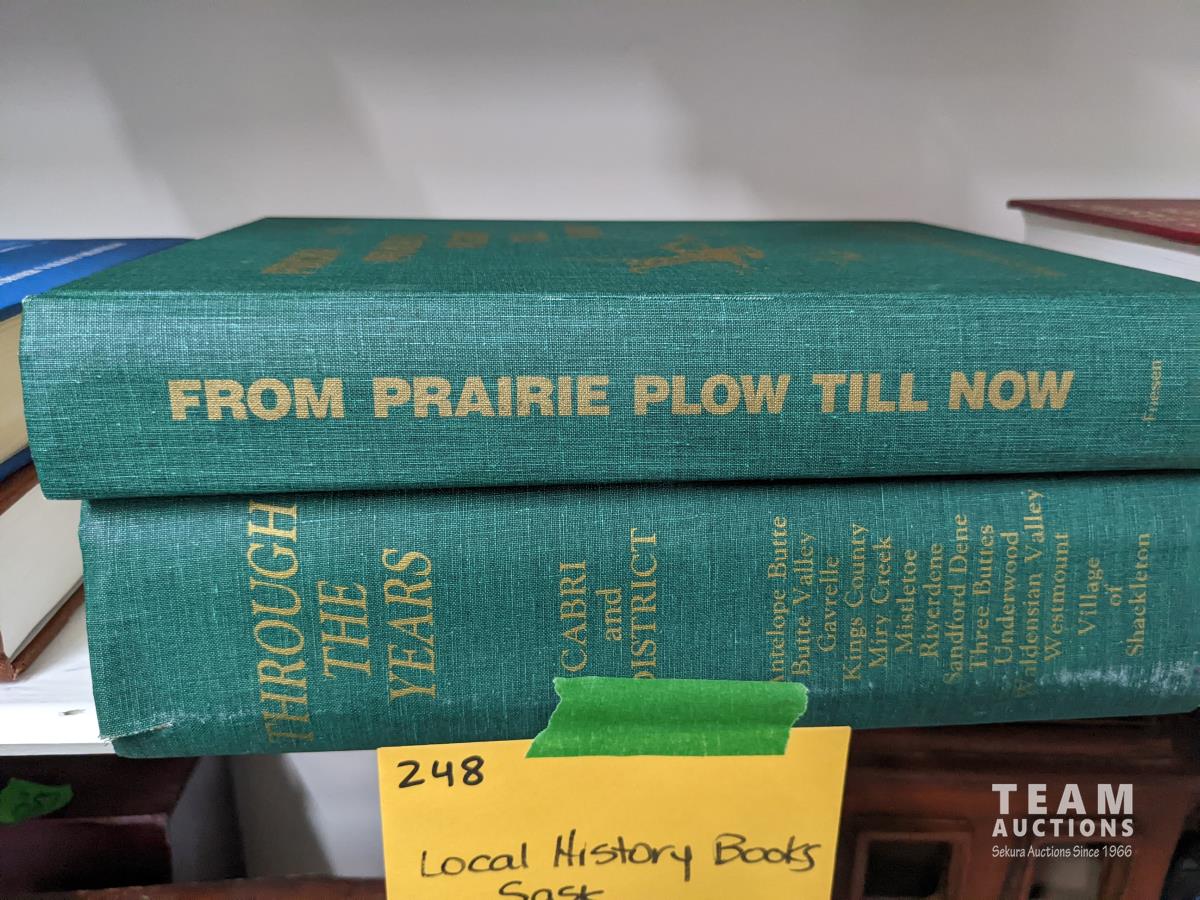 FROM PRAIRIE PLOW TILL NOW
Friesen
THROUGH
THE
YEARS
CABRI
and
DISTRICT
Antelope Butte
Butte Valley
Gavrelle
Kings County
Miry Creek
Mistletoe
Riverdene
Sandford Dene
Three Buttes
Underwood
Waldensian Valley
Westmount
Village
of
Shackleton
248
Local History Books
Sask
TEAM
AUCTIONS
Sekura Auctions Since 1966